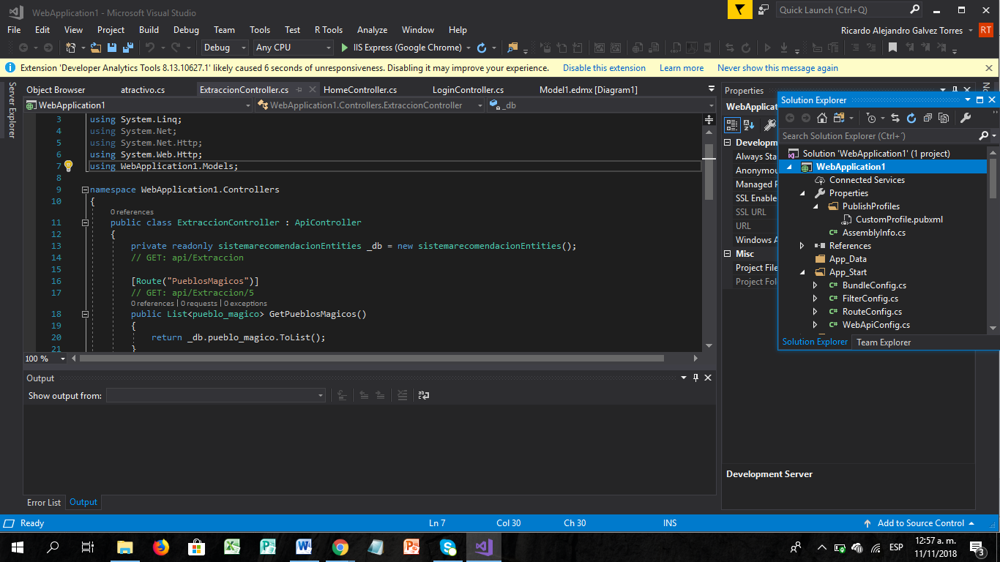 WebApplication1 - Microsoft Visual Studio
Quick Launch (Ctrl+Q)
File Edit View Project Build Debug Team Tools Test R Tools Analyze Window Help
Ricardo Alejandro Galvez Torres RT
Debug Any CPU IIS Express (Google Chrome)
Extension 'Developer Analytics Tools 8.13.10627.1' likely caused 6 seconds of unresponsiveness. Disabling it may improve your experience. Disable this extension Learn more Never show this message again
Server Explorer
Object Browser atractivo.cs ExtraccionController.cs HomeController.cs LoginController.cs Model1.edmx [Diagram1]
WebApplication1 WebApplication1.Controllers.ExtraccionController _db
3 using System.Linq;
4 using System.Net;
5 using System.Net.Http;
6 using System.Web.Http;
7 using WebApplication1.Models;
8
9 namespace WebApplication1.Controllers
10 {
0 references
11 public class ExtraccionController : ApiController
12 {
13 private readonly sistemarecomendacionEntities _db = new sistemarecomendacionEntities();
14 // GET: api/Extraccion
15
16 [Route("PueblosMagicos")]
17 // GET: api/Extraccion/5
0 references | 0 requests | 0 exceptions
18 public List<pueblo_magico> GetPueblosMagicos()
19 {
20 return _db.pueblo_magico.ToList();
21 }
100 %
Output
Show output from:
Error List Output
Properties
WebApplicat
Developm
Always Sta
Anonymou
Managed P
SSL Enable
SSL URL
URL
Windows A
Misc
Project File
Project Fol
Development Server
Solution Explorer
Search Solution Explorer (Ctrl+´)
Solution 'WebApplication1' (1 project)
WebApplication1
Connected Services
Properties
PublishProfiles
CustomProfile.pubxml
AssemblyInfo.cs
References
App_Data
App_Start
BundleConfig.cs
FilterConfig.cs
RouteConfig.cs
WebApiConfig.cs
Solution Explorer Team Explorer
Ready Ln 7 Col 30 Ch 30 INS Add to Source Control
ESP 12:57 a. m.
11/11/2018
3